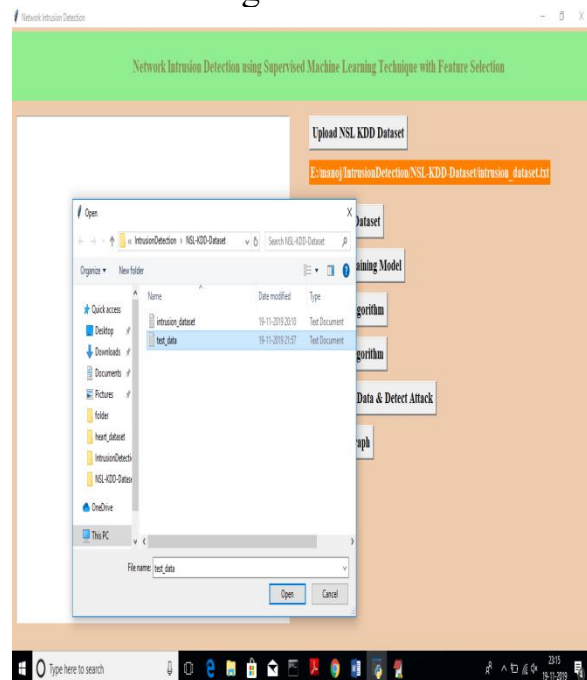 Network Intrusion Detection
Network Intrusion Detection using Supervised Machine Learning Technique with Feature Selection
Upload NSL KDD Dataset
E:/manoj/IntrusionDetection/NSL-KDD-Dataset/intrusion_dataset.txt
Dataset
aining Model
gorithm
gorithm
Data & Detect Attack
aph
Open
« IntrusionDetection > NSL-KDD-Dataset
Search NSL-KDD-Dataset
Organize
New folder
Name Date modified Type
intrusion_dataset 19-11-2019 20:10 Text Document
test_data 19-11-2019 21:57 Text Document
Quick access
Desktop
Downloads
Documents
Pictures
folder
heart_dataset
IntrusionDetecti
NSL-KDD-Datase
OneDrive
This PC
File name: test_data
Open Cancel
Type here to search
23:15
19-11-2019